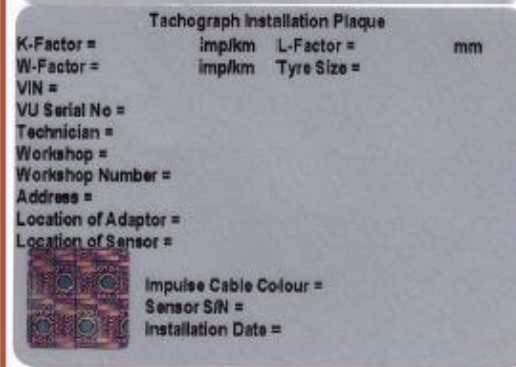 Tachograph Installation Plaque
K-Factor = imp/km L-Factor = mm
W-Factor = imp/km Tyre Size =
VIN =
VU Serial No =
Technician =
Workshop =
Workshop Number =
Address =
Location of Adaptor =
Location of Sensor =
Impulse Cable Colour =
Sensor S/N =
Installation Date =